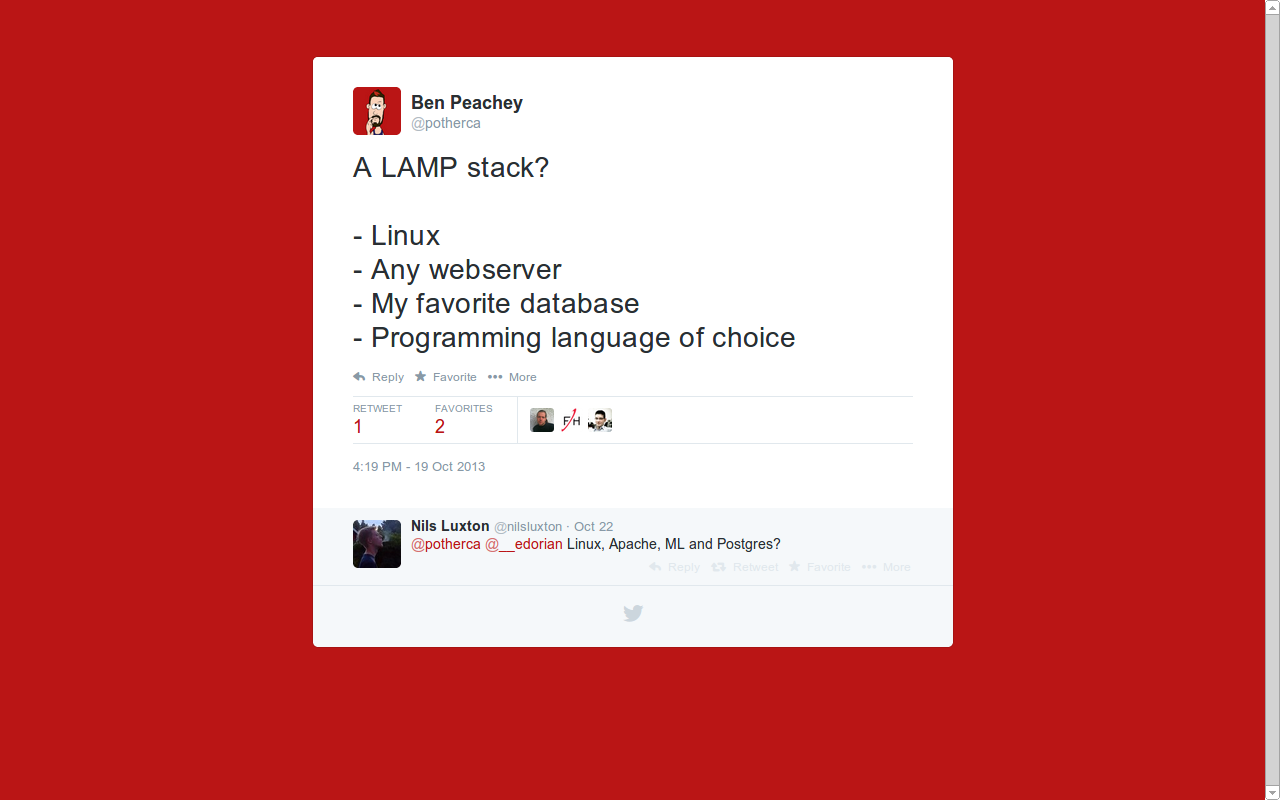 Ben Peachey
@potherca
A LAMP stack?
- Linux
- Any webserver
- My favorite database
- Programming language of choice
Reply Favorite More
RETWEET FAVORITES
1 2
FH
4:19 PM - 19 Oct 2013
Nils Luxton @nilsluxton · Oct 22
@potherca @__edorian Linux, Apache, ML and Postgres?
Reply Retweet Favorite More